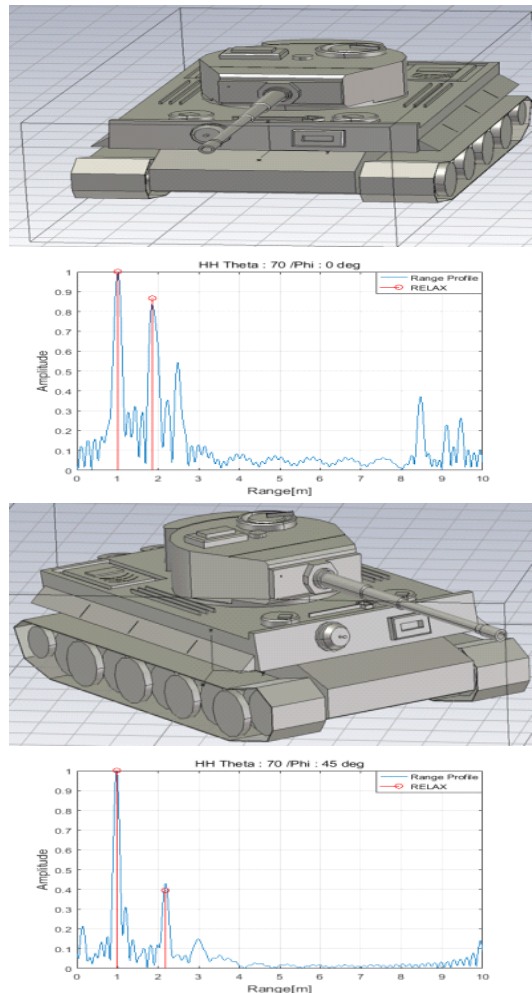 HH Theta : 70 /Phi : 0 deg
Range Profile
RELAX
Amplitude
1
0.9
0.8
0.7
0.6
0.5
0.4
0.3
0.2
0.1
0
0 1 2 3 4 5 6 7 8 9 10
Range[m]
HH Theta : 70 /Phi : 45 deg
Range Profile
RELAX
Amplitude
1
0.9
0.8
0.7
0.6
0.5
0.4
0.3
0.2
0.1
0
0 1 2 3 4 5 6 7 8 9 10
Range[m]